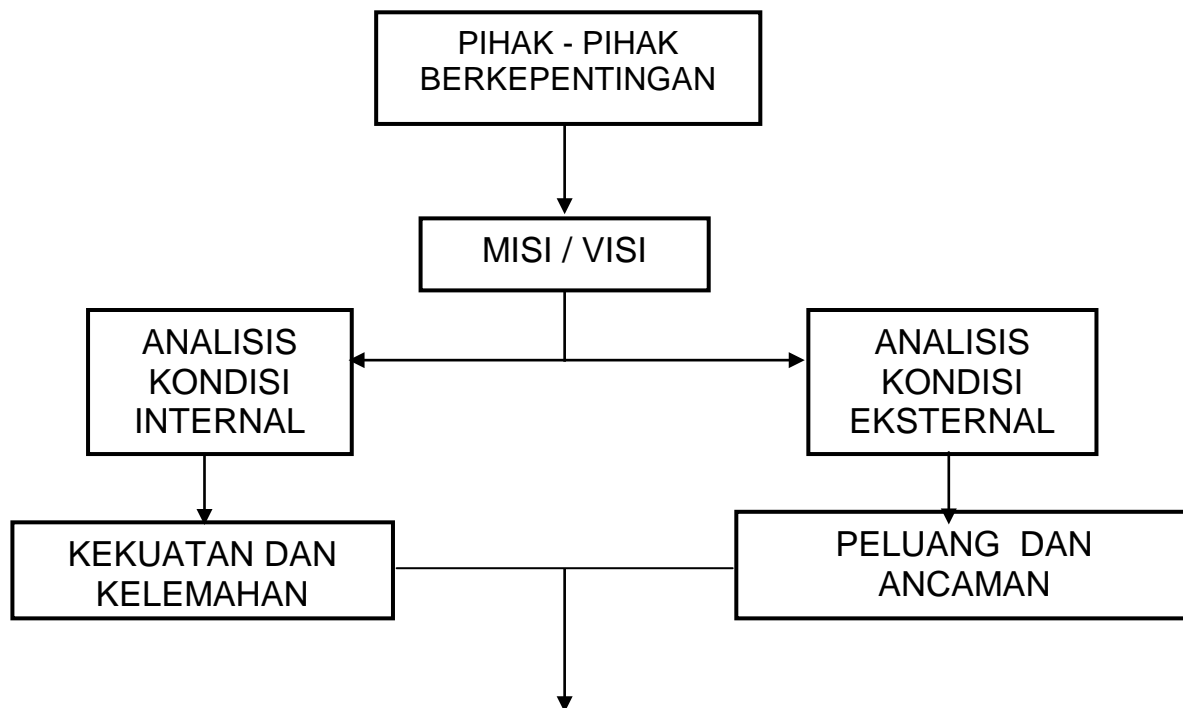 PIHAK - PIHAK
BERKEPENTINGAN
MISI / VISI
ANALISIS
KONDISI
INTERNAL
ANALISIS
KONDISI
EKSTERNAL
KEKUATAN DAN
KELEMAHAN
PELUANG DAN
ANCAMAN